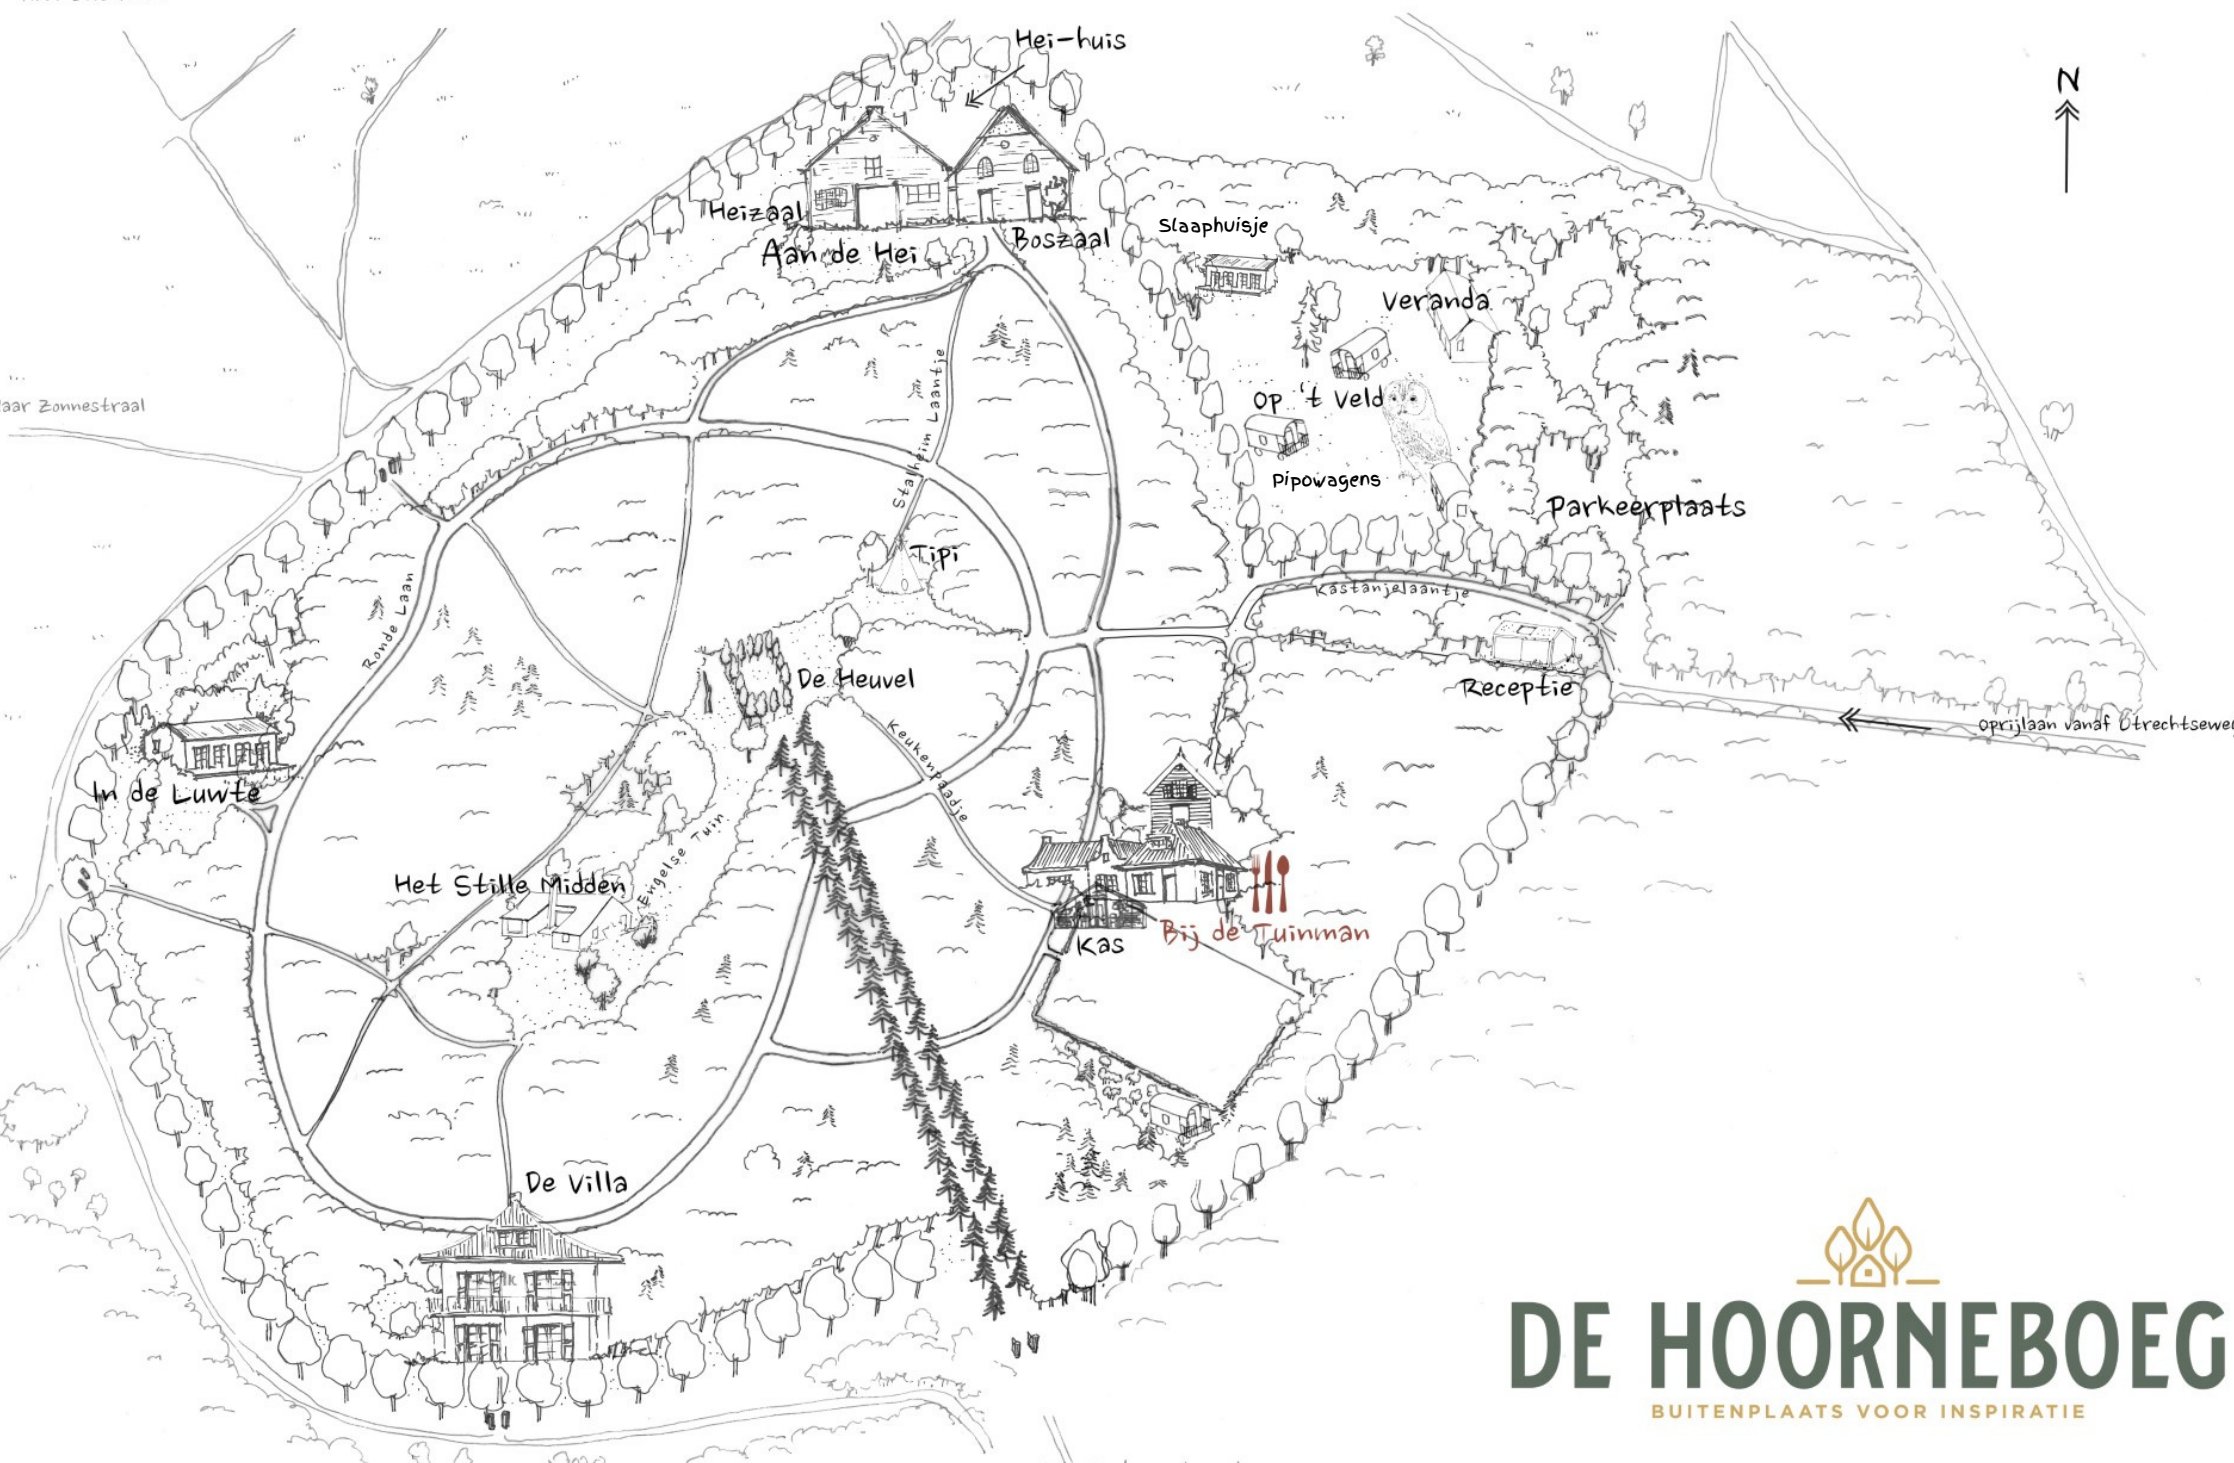 Hei-huis
N
Heizaal
Aan de Hei
Boszaal
Slaaphuisje
Veranda
Op 't Veld
Pipowagens
Stalheim Laantje
Zonnestraal
Parkeerplaats
Tipi
Kastanjelaantje
Ronde Laan
De Heuvel
Receptie
Keukenpaadje
Oprijlaan vanaf Utrechtseweg
In de Luwte
Engelse Tuin
Het Stille Midden
Bij de Tuinman
Kas
De Villa
DE HOORNEBOEG
BUITENPLAATS VOOR INSPIRATIE